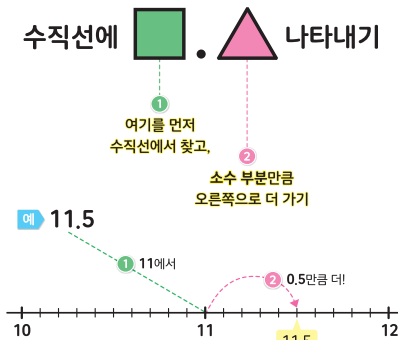 수직선에 . 나타내기
1
여기를 먼저
수직선에서 찾고,
2
소수 부분만큼
오른쪽으로 더 가기
예 11.5
1 11에서
2 0.5만큼 더!
10 11 12
11.5